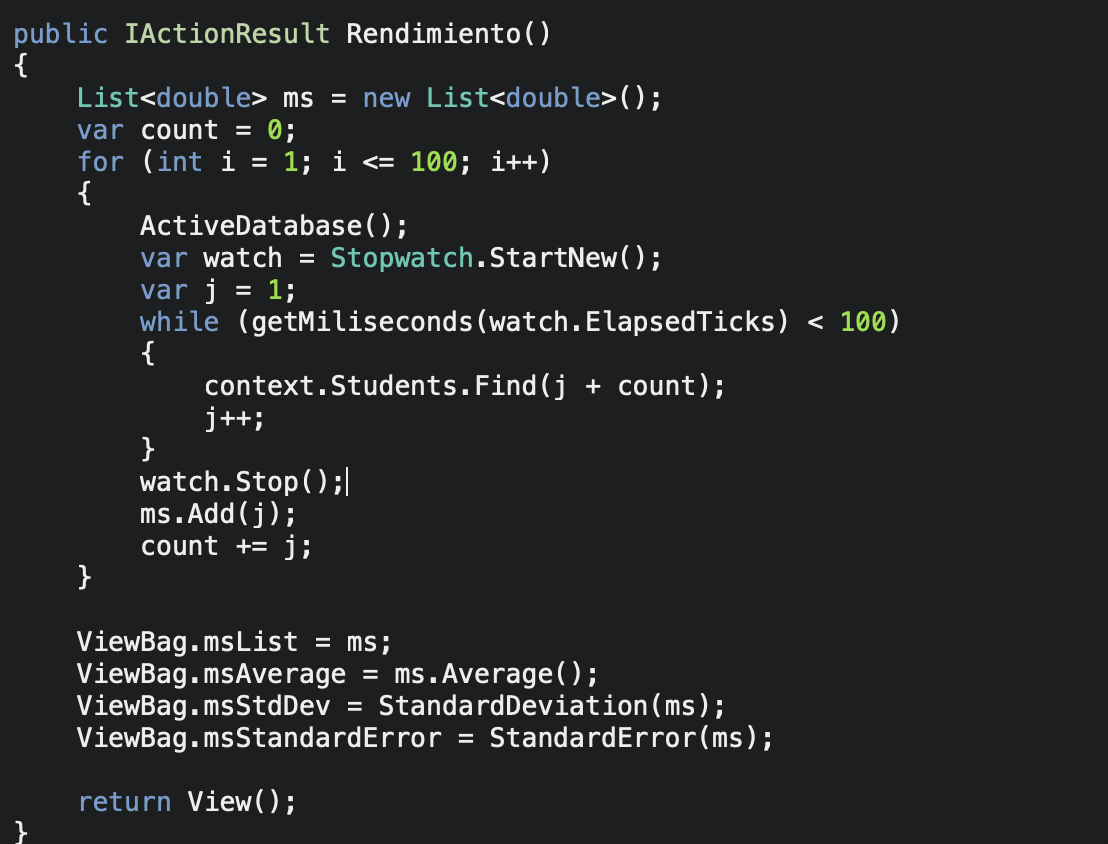 public IActionResult Rendimiento()
{
    List<double> ms = new List<double>();
    var count = 0;
    for (int i = 1; i <= 100; i++)
    {
        ActiveDatabase();
        var watch = Stopwatch.StartNew();
        var j = 1;
        while (getMiliseconds(watch.ElapsedTicks) < 100)
        {
            context.Students.Find(j + count);
            j++;
        }
        watch.Stop();
        ms.Add(j);
        count += j;
    }

    ViewBag.msList = ms;
    ViewBag.msAverage = ms.Average();
    ViewBag.msStdDev = StandardDeviation(ms);
    ViewBag.msStandardError = StandardError(ms);

    return View();
}